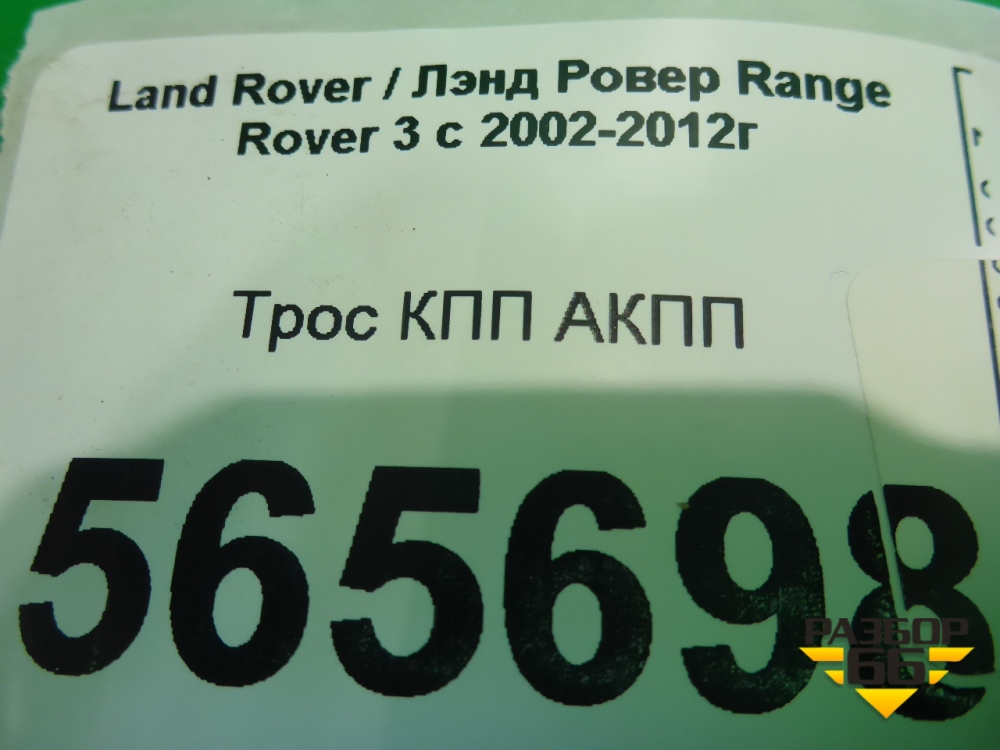 Land Rover / Лэнд Ровер Range
Rover 3 с 2002-2012г
Трос КПП АКПП
565698
РАЗБОР
66